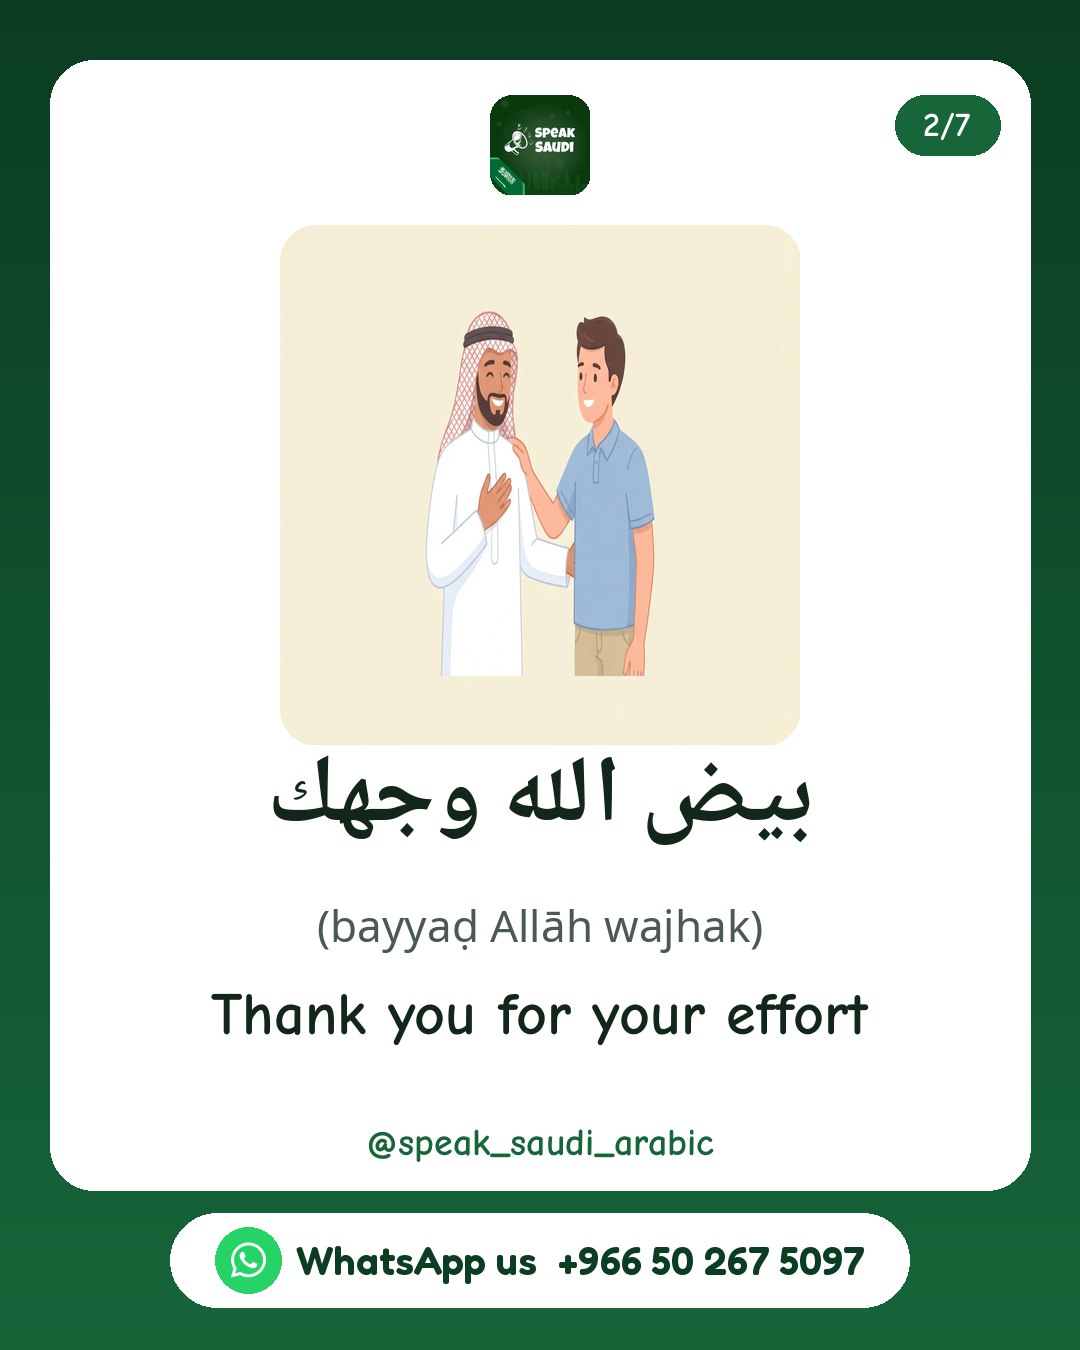 SPEAK
SAUDI
2/7
بيض الله وجهك
(bayyaḍ Allāh wajhak)
Thank you for your effort
@speak_saudi_arabic
WhatsApp us +966 50 267 5097